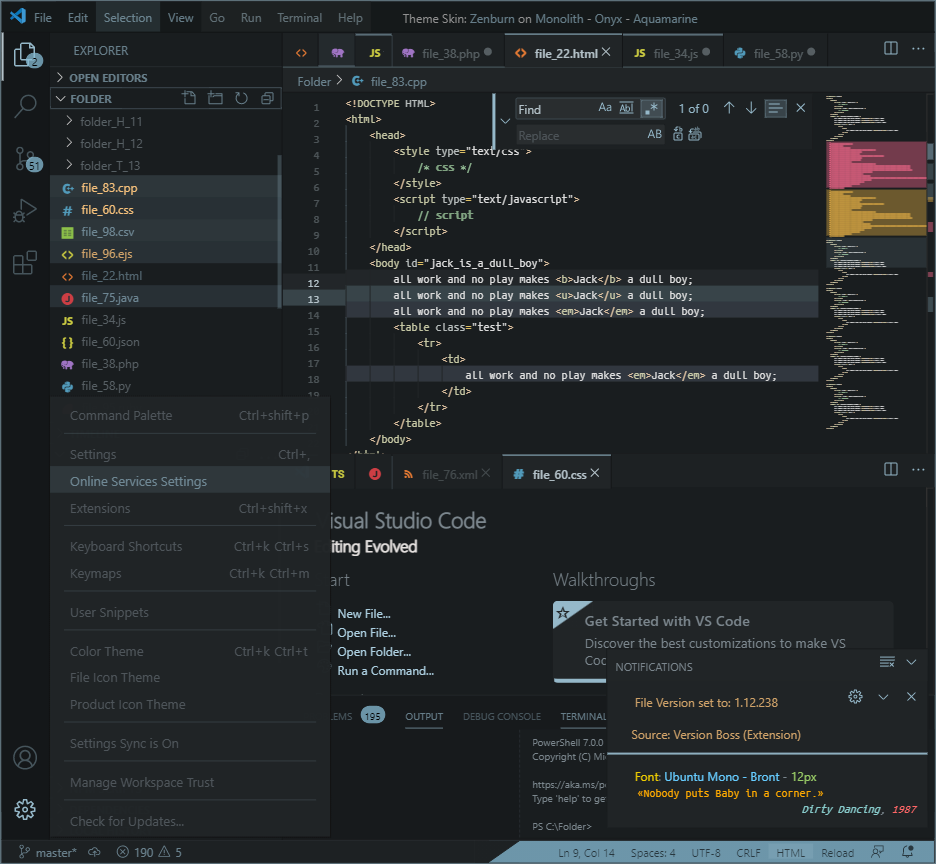 File Edit Selection View Go Run Terminal Help Theme Skin: Zenburn on Monolith - Onyx - Aquamarine
EXPLORER
JS file_38.php file_22.html JS file_34.js file_58.py
2
OPEN EDITORS
FOLDER
folder_H_11
folder_H_12
folder_T_13
file_83.cpp
file_60.css
file_98.csv
file_96.ejs
file_22.html
file_75.java
JS file_34.js
file_60.json
file_38.php
file_58.py
51
Folder > file_83.cpp
1 <!DOCTYPE HTML>
2 <html>
3 <head>
4 <style type="text/css">
5 /* css */
6 </style>
7 <script type="text/javascript">
8 // script
9 </script>
10 </head>
11 <body id="jack_is_a_dull_boy">
12 all work and no play makes <b>Jack</b> a dull boy;
13 all work and no play makes <u>Jack</u> a dull boy;
14 all work and no play makes <em>Jack</em> a dull boy;
15 <table class="test">
16 <tr>
17 <td>
18 all work and no play makes <em>Jack</em> a dull boy;
19 </td>
</tr>
</table>
</body>
Find Aa Abl .* 1 of 0
Replace AB
Command Palette Ctrl+shift+p
Settings Ctrl+,
Online Services Settings
Extensions Ctrl+shift+x
Keyboard Shortcuts Ctrl+k Ctrl+s
Keymaps Ctrl+k Ctrl+m
User Snippets
Color Theme Ctrl+k Ctrl+t
File Icon Theme
Product Icon Theme
Settings Sync is On
Manage Workspace Trust
Check for Updates...
TS file_76.xml file_60.css
isual Studio Code
iting Evolved
art
New File...
Open File...
Open Folder...
Run a Command...
Walkthroughs
Get Started with VS Code
Discover the best customizations to make VS
Coo
LEMS 195 OUTPUT DEBUG CONSOLE TERMINAL
PowerShell 7.0.0
Copyright (C) Mi
https://aka.ms/p
Type 'help' to ge
PS C:\Folder>
NOTIFICATIONS
File Version set to: 1.12.238
Source: Version Boss (Extension)
Font: Ubuntu Mono - Bront - 12px
«Nobody puts Baby in a corner.»
Dirty Dancing, 1987
master* 190 5 Ln 9, Col 14 Spaces: 4 UTF-8 CRLF HTML Reload